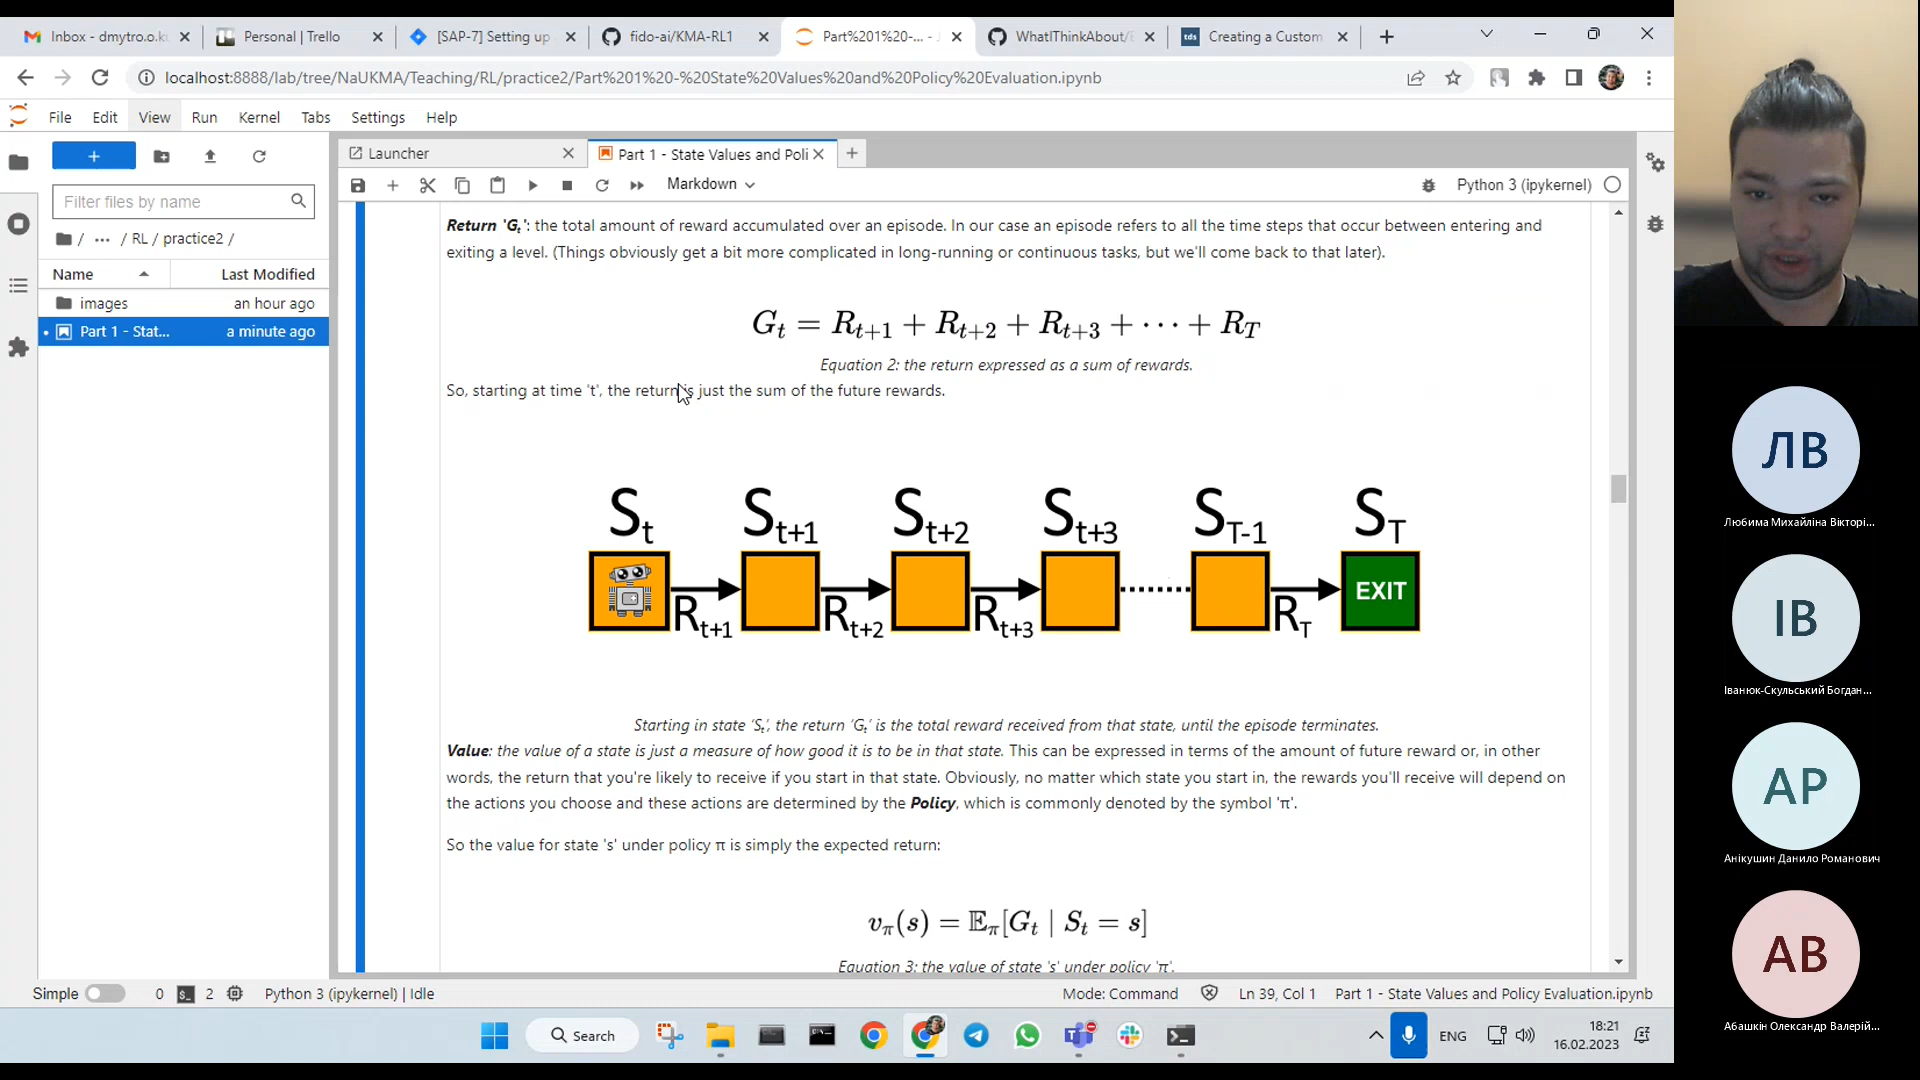 Inbox - dmytro.o.k
Personal | Trello
[SAP-7] Setting up
fido-ai/KMA-RL1
Part%201%20-...
WhatIThinkAbout/
tds
Creating a Custom
localhost:8888/lab/tree/NaUKMA/Teaching/RL/practice2/Part%201%20-%20State%20Values%20and%20Policy%20Evaluation.ipynb
File Edit View Run Kernel Tabs Settings Help
Launcher
Part 1 - State Values and Poli
Filter files by name
Markdown
Python 3 (ipykernel)
/ ··· / RL / practice2 /
Name
Last Modified
images
an hour ago
Part 1 - Stat...
a minute ago
Return 'Gt': the total amount of reward accumulated over an episode. In our case an episode refers to all the time steps that occur between entering and
exiting a level. (Things obviously get a bit more complicated in long-running or continuous tasks, but we'll come back to that later).
Gt = Rt+1 + Rt+2 + Rt+3 + ··· + RT
Equation 2: the return expressed as a sum of rewards.
So, starting at time 't', the return is just the sum of the future rewards.
St St+1 St+2 St+3 ST-1 ST
EXIT
Rt+1 Rt+2 Rt+3 RT
Starting in state 'St', the return 'Gt' is the total reward received from that state, until the episode terminates.
Value: the value of a state is just a measure of how good it is to be in that state. This can be expressed in terms of the amount of future reward or, in other
words, the return that you're likely to receive if you start in that state. Obviously, no matter which state you start in, the rewards you'll receive will depend on
the actions you choose and these actions are determined by the Policy, which is commonly denoted by the symbol 'π'.
So the value for state 's' under policy π is simply the expected return:
vπ(s) = 𝔼π[Gt | St = s]
Equation 3: the value of state 's' under policy 'π'.
Simple
0
2
Python 3 (ipykernel) | Idle
Mode: Command
Ln 39, Col 1
Part 1 - State Values and Policy Evaluation.ipynb
Search
ENG
18:21
16.02.2023
ЛВ
Любима Михайліна Вікторі...
ІВ
Іванюк-Скульський Богдан...
АР
Анікушин Данило Романович
АВ
Абашкін Олександр Валерій...